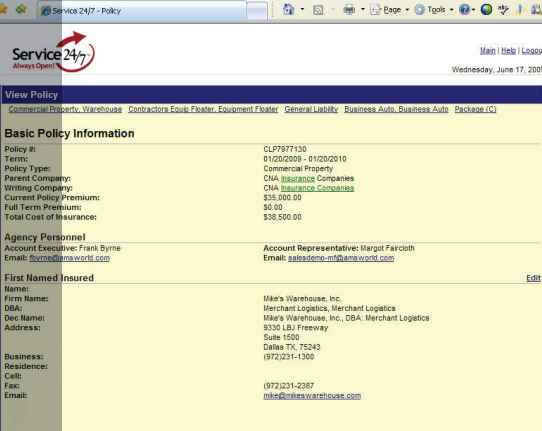 Service 24/7 - Policy
Page Tools
Service 24/7
Always Open!
Main | Help | Logout
Wednesday, June 17, 2009
View Policy
Commercial Property, Warehouse Contractors Equip Floater, Equipment Floater General Liability Business Auto, Business Auto Package (C)
Basic Policy Information
Policy #: CLP7977130
Term: 01/20/2009 - 01/20/2010
Policy Type: Commercial Property
Parent Company: CNA Insurance Companies
Writing Company: CNA Insurance Companies
Current Policy Premium: $35,000.00
Full Term Premium: $0.00
Total Cost of Insurance: $38,500.00
Agency Personnel
Account Executive: Frank Byrne Account Representative: Margot Faircloth
Email: fbyrne@amsworld.com Email: salesdemo-mf@amsworld.com
First Named Insured Edit
Name:
Firm Name: Mike's Warehouse, Inc.
DBA: Merchant Logistics, Merchant Logistics
Dec Name: Mike's Warehouse, Inc., DBA: Merchant Logistics
Address: 9330 LBJ Freeway
Suite 1500
Dallas TX, 75243
Business: (972)231-1300
Residence:
Cell:
Fax: (972)231-2387
Email: mike@mikeswarehouse.com